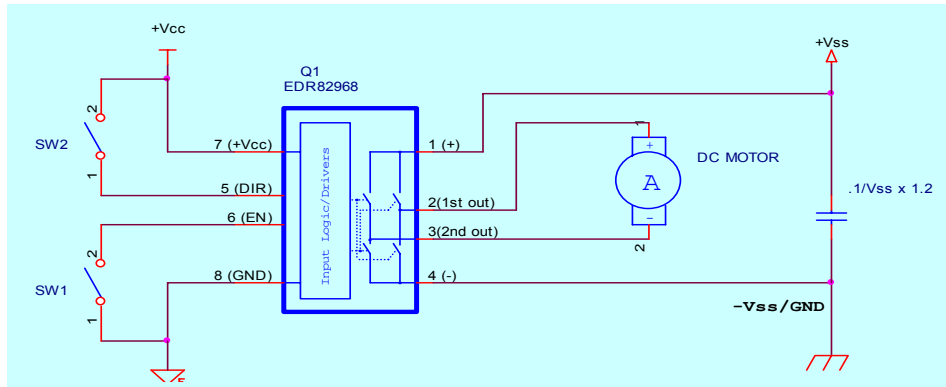 +Vcc
+Vss
Q1
EDR82968
2
SW2
1
7 (+Vcc)
5 (DIR)
6 (EN)
8 (GND)
Input Logic/Drivers
1 (+)
2(1st out)
3(2nd out)
4 (-)
1
+
A
-
2
DC MOTOR
.1/Vss x 1.2
2
SW1
1
-Vss/GND